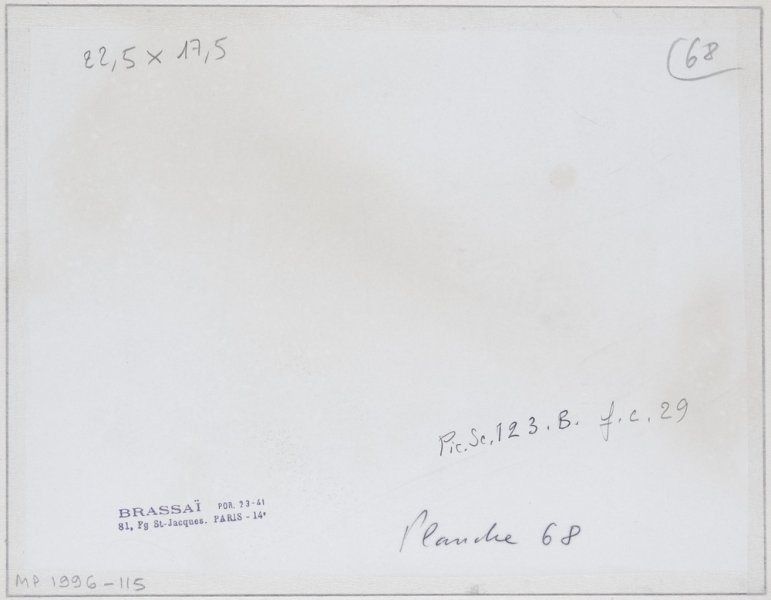 22,5 x 17,5
68
Pic.Sc.123.B. f.c.29
BRASSAÏ POR. 23-41
81, Fg St-Jacques. PARIS - 14e
Planche 68
MP 1996-115